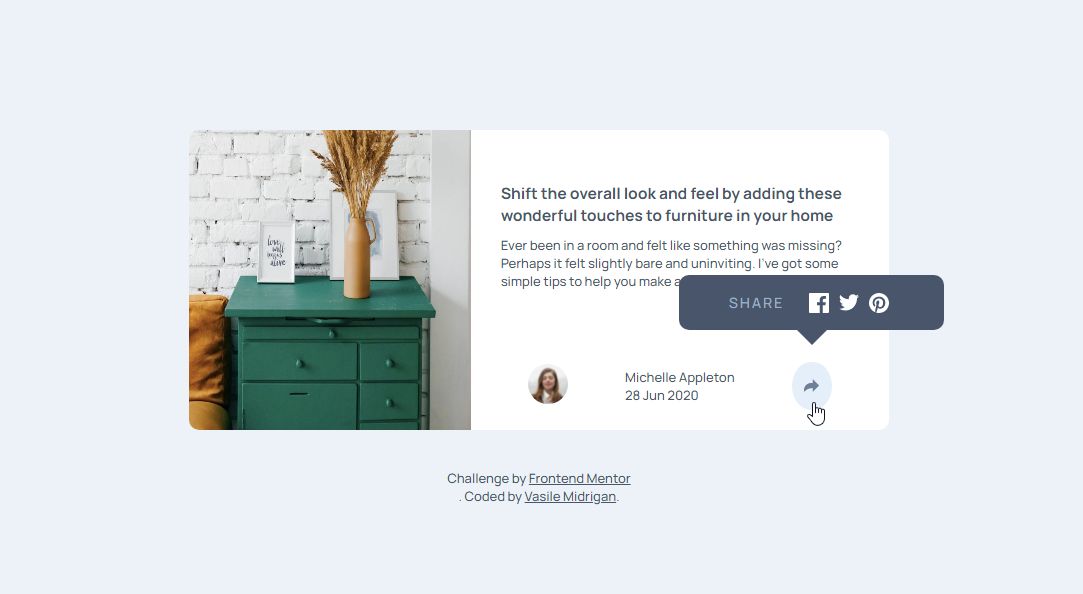 Shift the overall look and feel by adding these
wonderful touches to furniture in your home
Ever been in a room and felt like something was missing?
Perhaps it felt slightly bare and uninviting. I've got some
simple tips to help you make a
SHARE
love
will
begin
alive
Michelle Appleton
28 Jun 2020
Challenge by Frontend Mentor
. Coded by Vasile Midrigan.